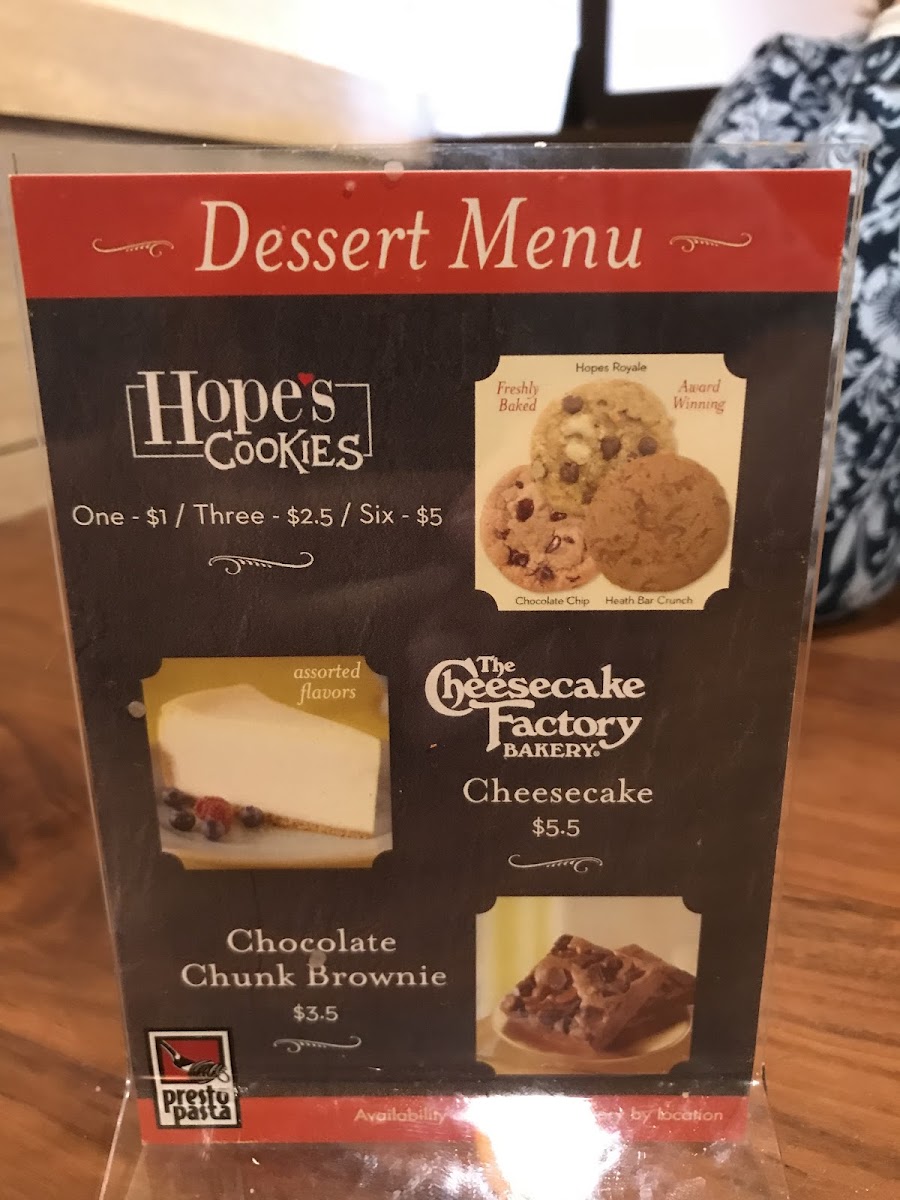 Dessert Menu
Hope's
COOKIES
One - $1 / Three - $2.5 / Six - $5
Hopes Royale
Freshly
Baked
Award
Winning
Chocolate Chip
Heath Bar Crunch
assorted
flavors
The
Cheesecake
Factory
BAKERY®
Cheesecake
$5.5
Chocolate
Chunk Brownie
$3.5
presto
pasta
Availability
by location